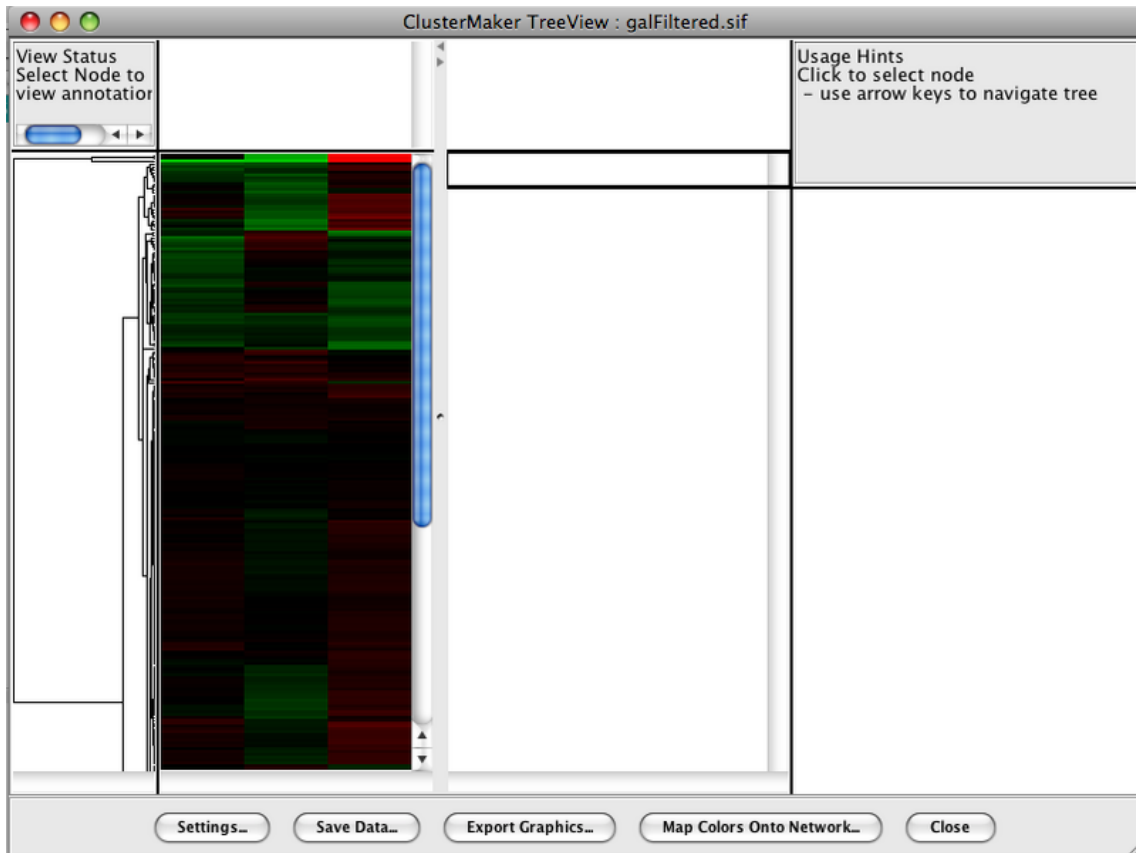 ClusterMaker TreeView : galFiltered.sif
View Status
Select Node to
view annotation
Usage Hints
Click to select node
- use arrow keys to navigate tree
Settings...
Save Data...
Export Graphics...
Map Colors Onto Network...
Close